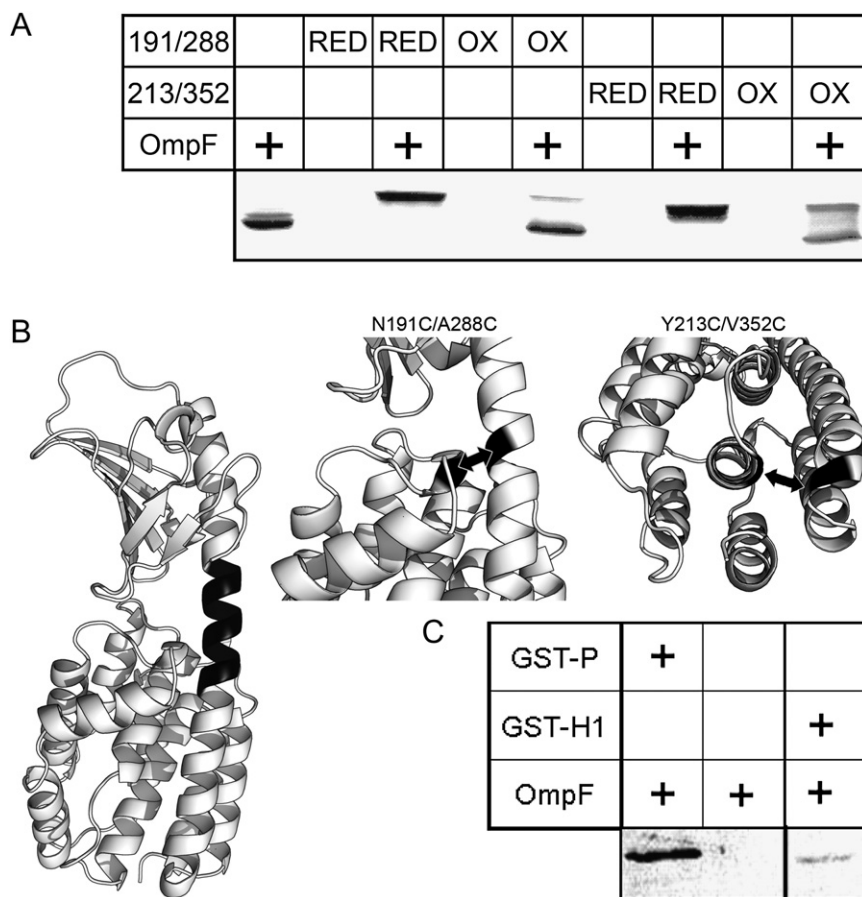 A
191/288 RED RED OX OX
213/352 RED RED OX OX
OmpF + + + + +
B
N191C/A288C Y213C/V352C
C
GST-P +
GST-H1 +
OmpF + + +